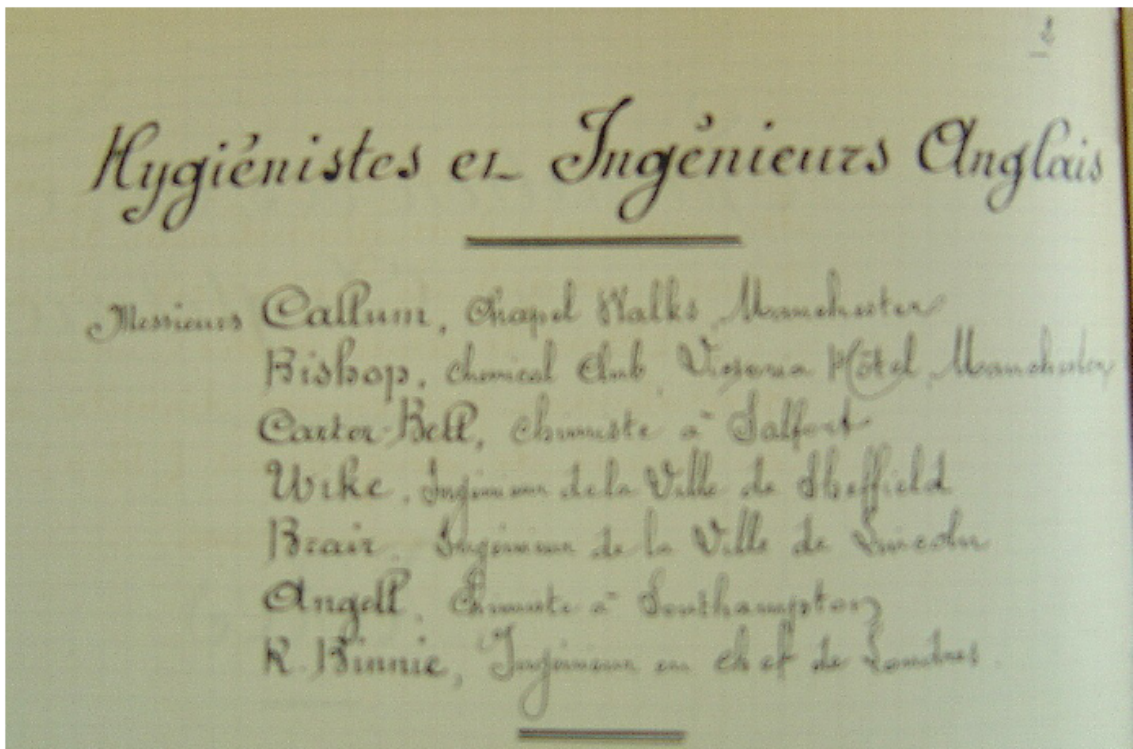 Hygiénistes et Ingénieurs Anglais
Messieurs Callum, Chapel Walks, Manchester
Bishop, chemical Club, Victoria Hôtel, Manchester
Carter-Bell, chimiste à Salfort
Wike, Ingénieur de la Ville de Sheffield
Brair, Ingénieur de la Ville de Lincoln
Angell, Chimiste à Southampton
R. Binnie, Ingénieur en chef de Londres.